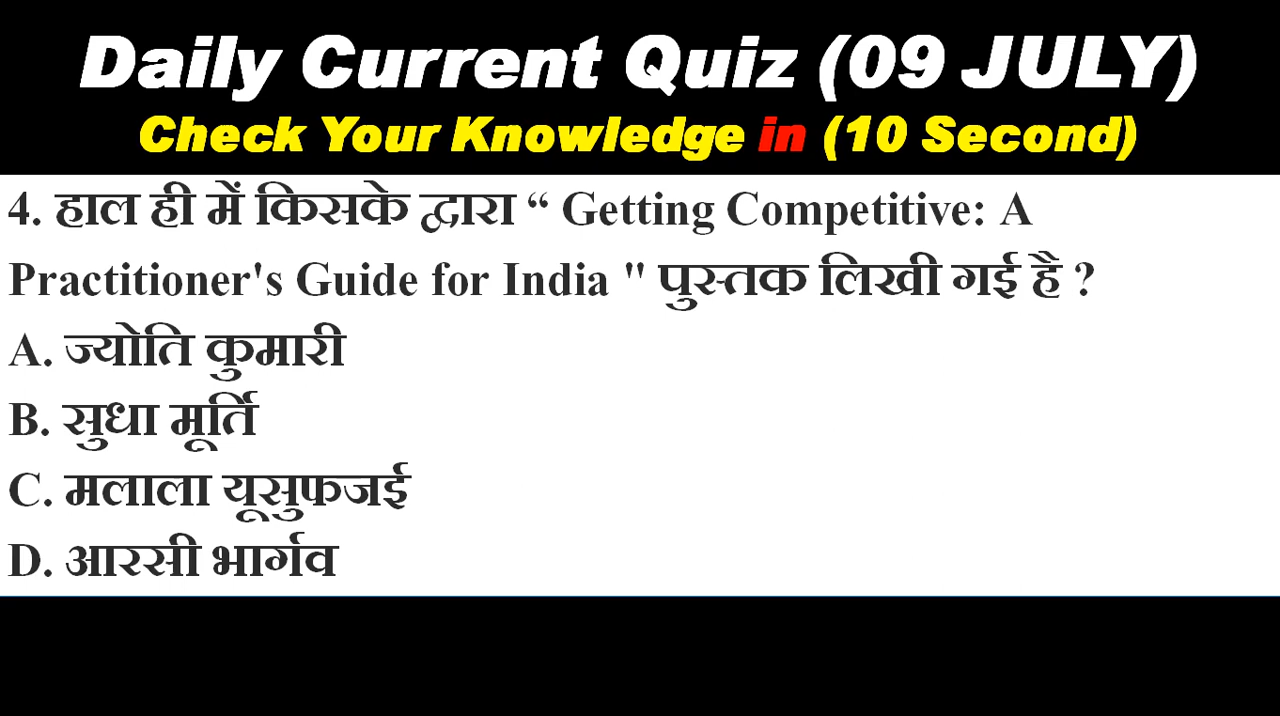 Daily Current Quiz (09 JULY)
Check Your Knowledge in (10 Second)
4. हाल ही में किसके द्वारा “ Getting Competitive: A
Practitioner's Guide for India " पुस्तक लिखी गई है ?
A. ज्योति कुमारी
B. सुधा मूर्ति
C. मलाला यूसुफजई
D. आरसी भार्गव